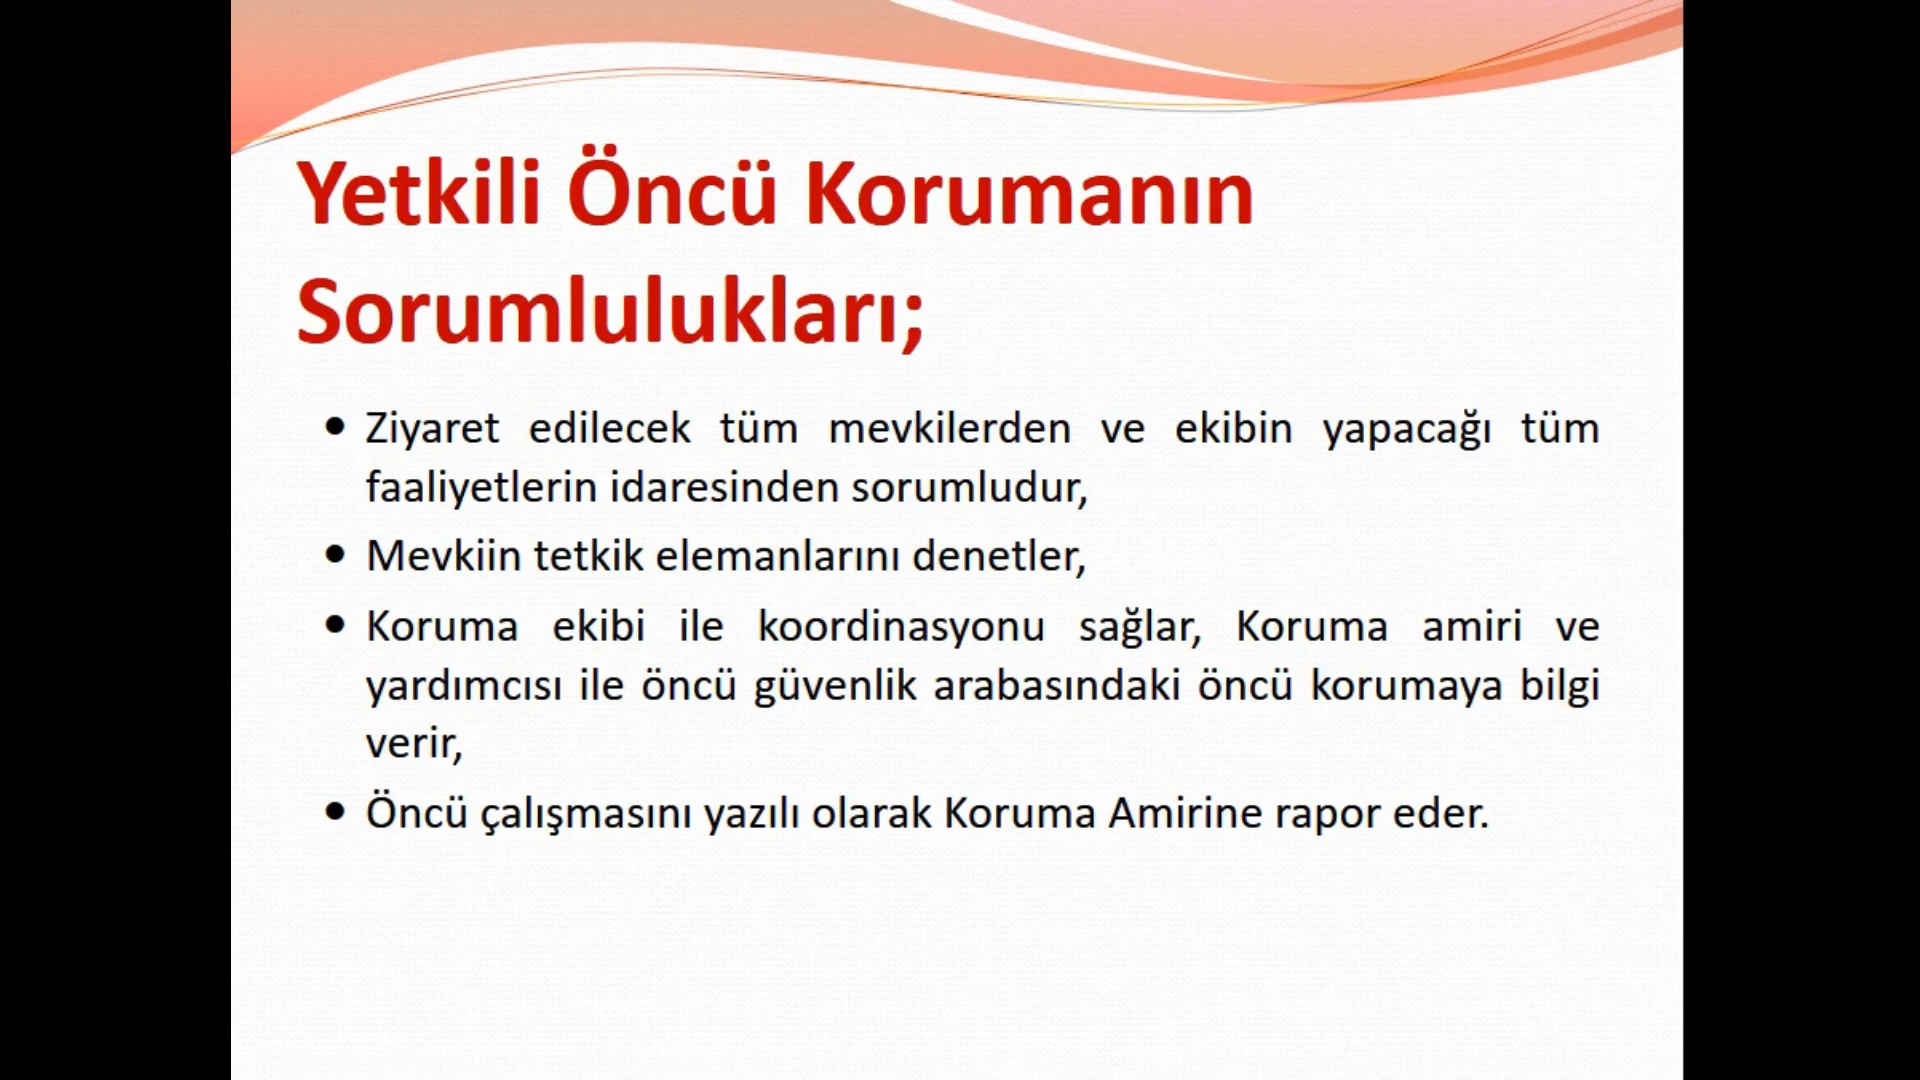 Yetkili Öncü Korumanın
Sorumlulukları;
• Ziyaret edilecek tüm mevkilerden ve ekibin yapacağı tüm
faaliyetlerin idaresinden sorumludur,
• Mevkiin tetkik elemanlarını denetler,
• Koruma ekibi ile koordinasyonu sağlar, Koruma amiri ve
yardımcısı ile öncü güvenlik arabasındaki öncü korumaya bilgi
verir,
• Öncü çalışmasını yazılı olarak Koruma Amirine rapor eder.